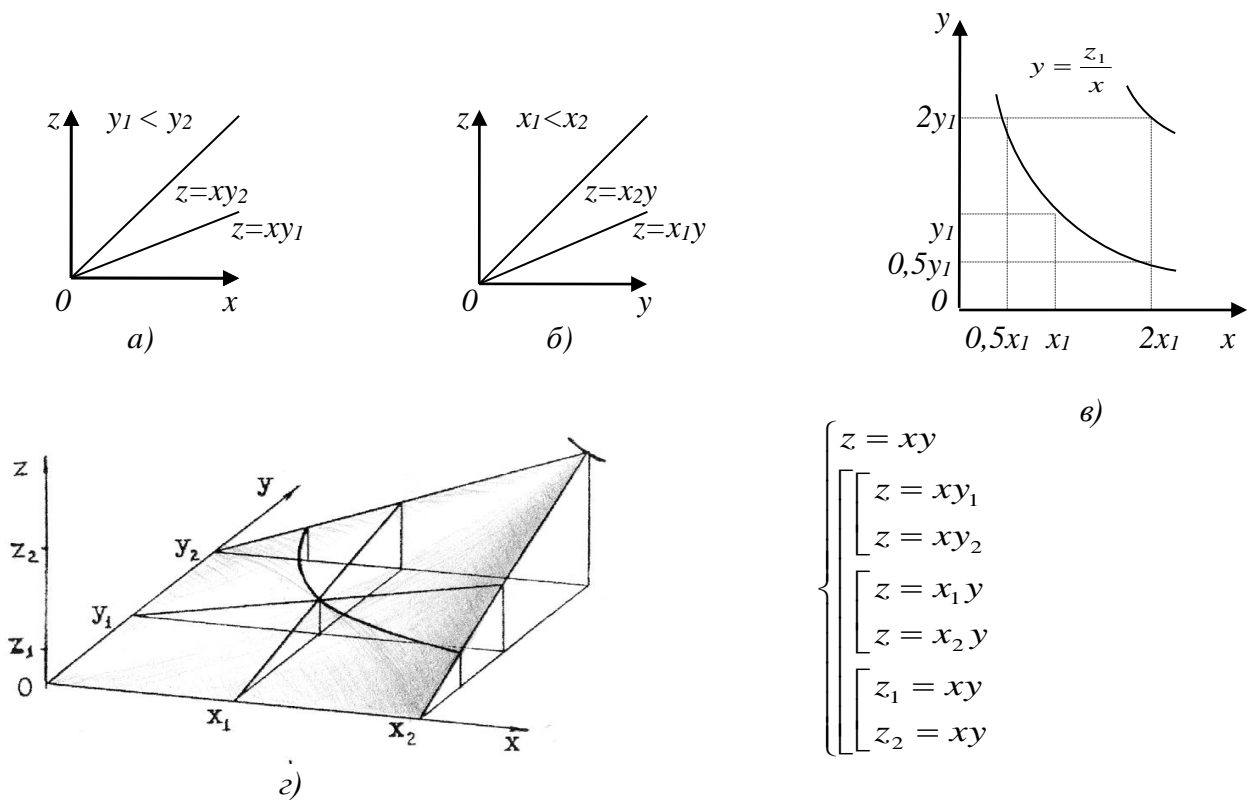 z
y₁ < y₂
z=xy₂
z=xy₁
0
x
а)
z
x₁<x₂
z=x₂y
z=x₁y
0
y
б)
y
y = z₁/x
2y₁
y₁
0,5y₁
0
0,5x₁ x₁ 2x₁ x
в)
z
y
z₂
y₂
y₁
z₁
0
x₁
x₂
x
г)
z = xy
z = xy₁
z = xy₂
z = x₁y
z = x₂y
z₁ = xy
z₂ = xy